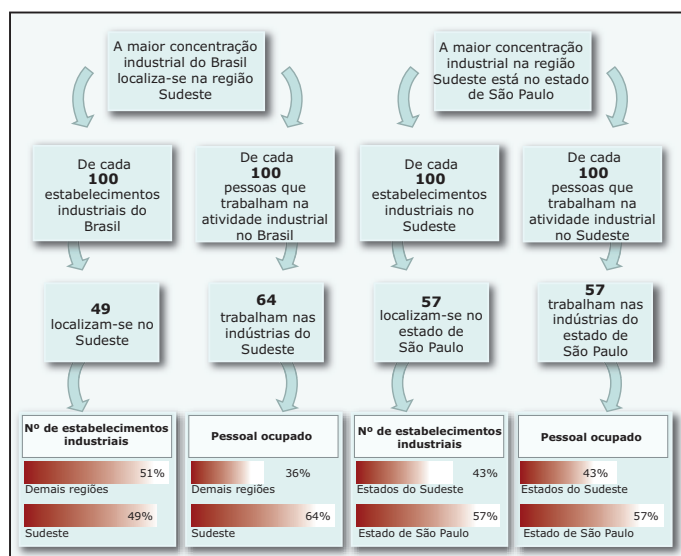 A maior concentração
industrial do Brasil
localiza-se na região
Sudeste
A maior concentração
industrial na região
Sudeste está no estado
de São Paulo
De cada
100
estabelecimentos
industriais do
Brasil
De cada
100
pessoas que
trabalham na
atividade industrial
no Brasil
De cada
100
estabelecimentos
industriais no
Sudeste
De cada
100
pessoas que
trabalham na
atividade industrial
no Sudeste
49
localizam-se no
Sudeste
64
trabalham nas
indústrias do
Sudeste
57
localizam-se no
estado de
São Paulo
57
trabalham nas
indústrias do
estado de
São Paulo
Nº de estabelecimentos
industriais
51%
Demais regiões
49%
Sudeste
Pessoal ocupado
36%
Demais regiões
64%
Sudeste
Nº de estabelecimentos
industriais
43%
Estados do Sudeste
57%
Estado de São Paulo
Pessoal ocupado
43%
Estados do Sudeste
57%
Estado de São Paulo